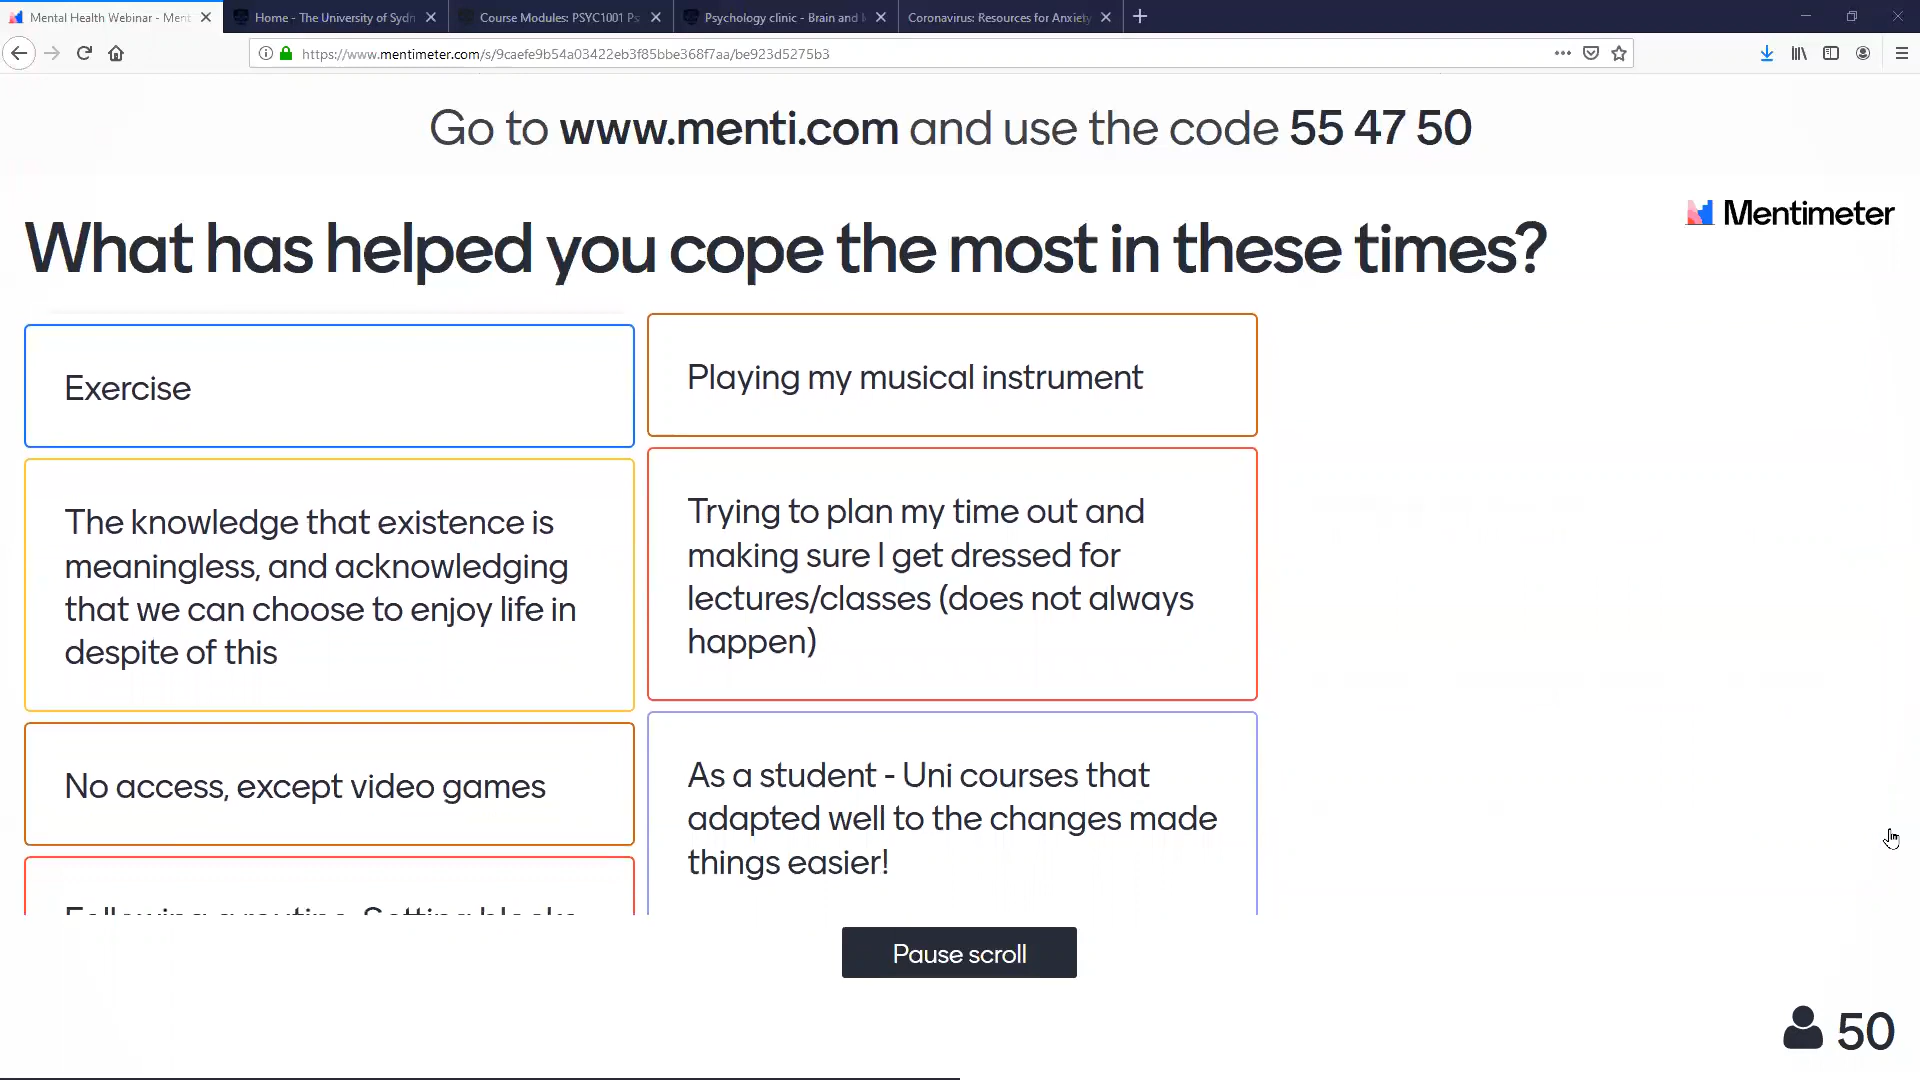 Mental Health Webinar - Ment
Home - The University of Sydn
Course Modules: PSYC1001 Ps
Psychology clinic - Brain and
Coronavirus: Resources for Anxiety
https://www.mentimeter.com/s/9caefe9b54a03422eb3f85bbe368f7aa/be923d5275b3
Go to www.menti.com and use the code 55 47 50
Mentimeter
What has helped you cope the most in these times?
Exercise
The knowledge that existence is
meaningless, and acknowledging
that we can choose to enjoy life in
despite of this
No access, except video games
Following a routine. Setting blocks
Playing my musical instrument
Trying to plan my time out and
making sure I get dressed for
lectures/classes (does not always
happen)
As a student - Uni courses that
adapted well to the changes made
things easier!
Pause scroll
50